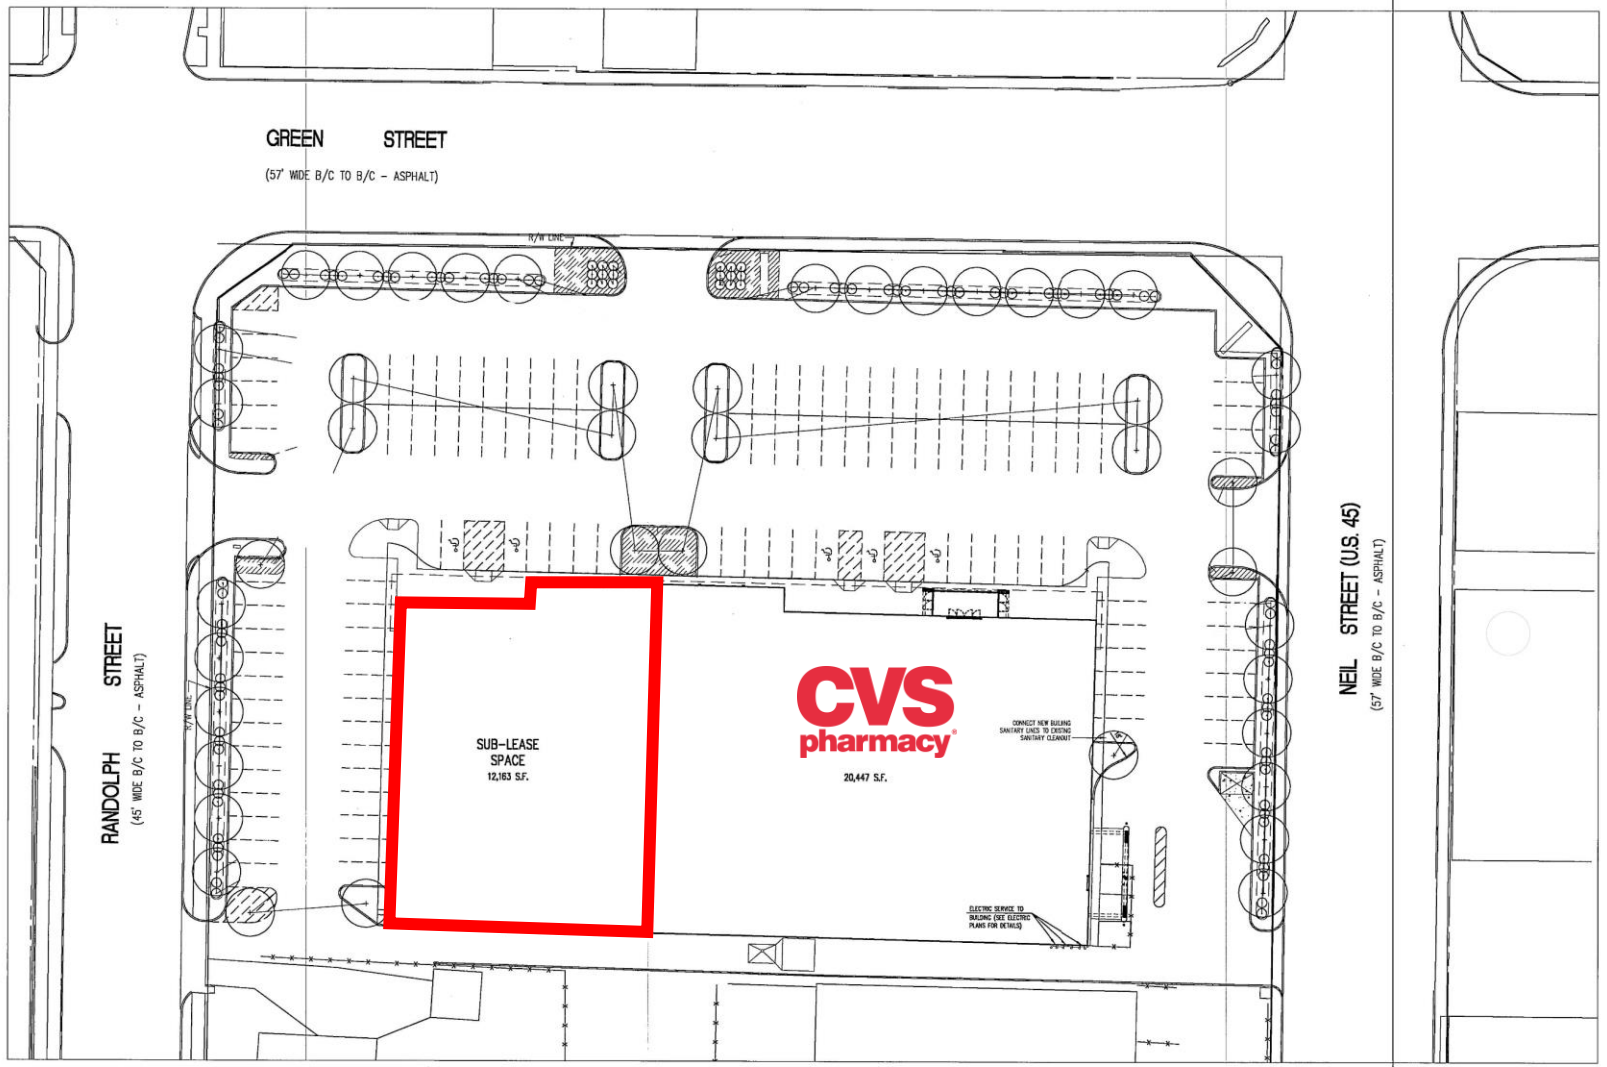 GREEN STREET
(57' WIDE B/C TO B/C - ASPHALT)
R/W LINE
RANDOLPH STREET
(45' WIDE B/C TO B/C - ASPHALT)
R/W LINE
SUB-LEASE
SPACE
12,163 S.F.
CVS
pharmacy®
20,447 S.F.
CONNECT NEW BUILING
SANITARY LINES TO EXISTING
SANITARY CLEANOUT
ELECTRIC SERVICE TO
BUILDING (SEE ELECTRIC
PLANS FOR DETAILS)
NEIL STREET (U.S. 45)
(57' WIDE B/C TO B/C - ASPHALT)